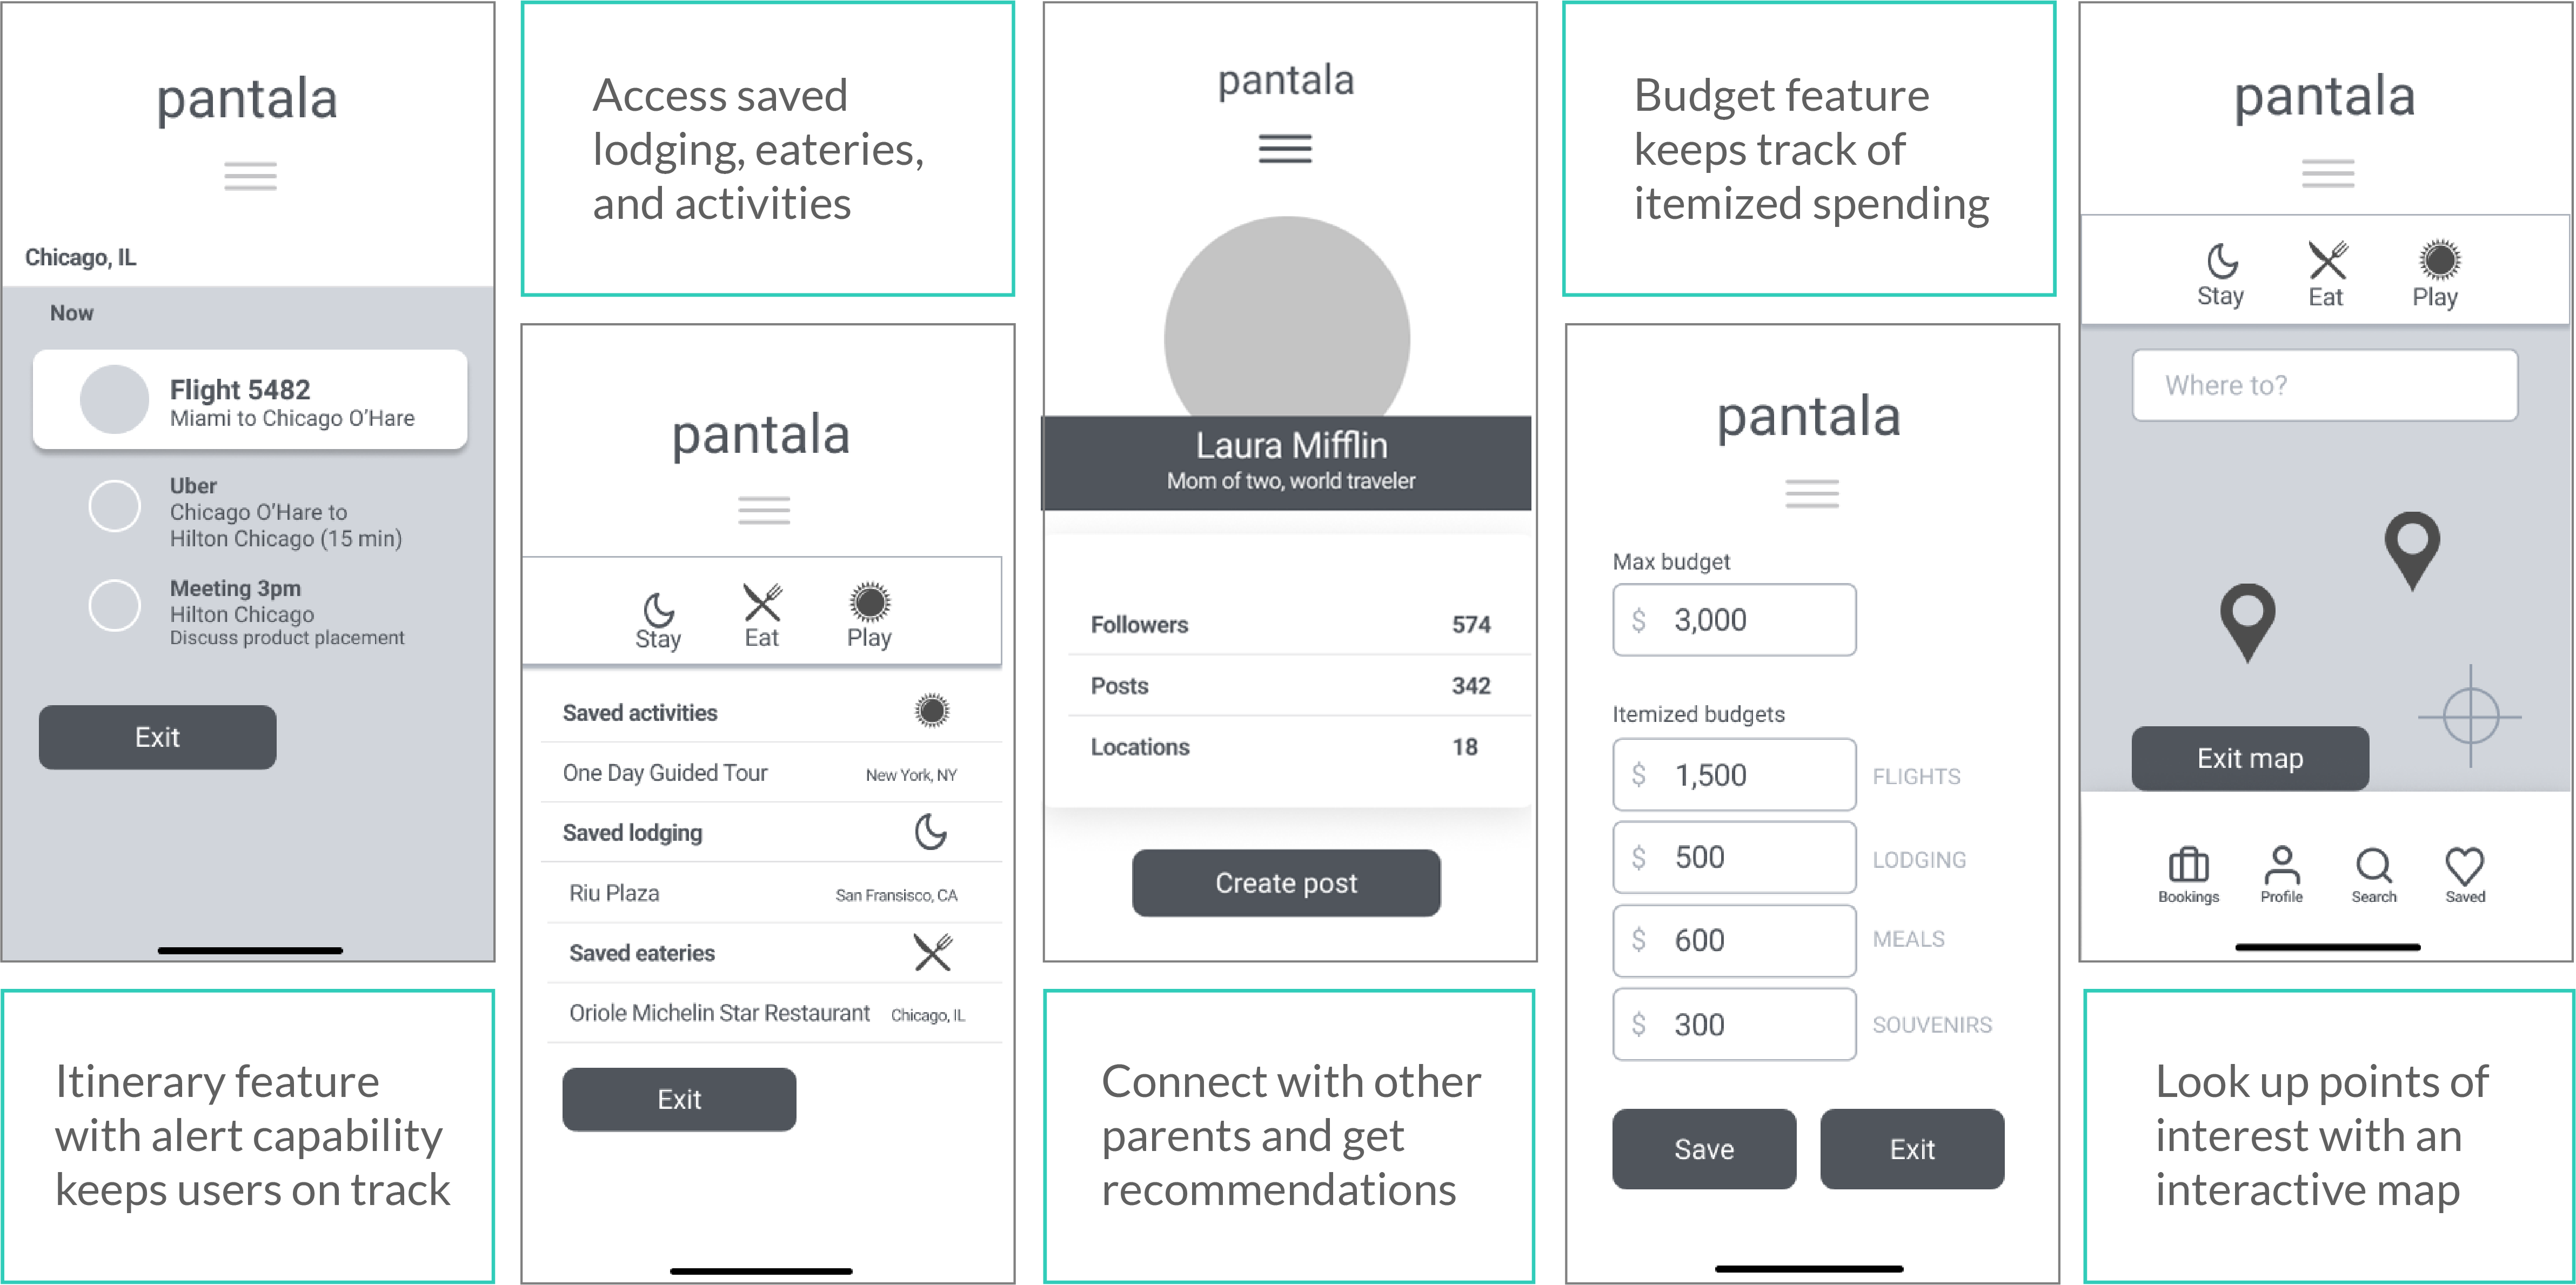 pantala
Chicago, IL
Now
Flight 5482
Miami to Chicago O'Hare
Uber
Chicago O'Hare to
Hilton Chicago (15 min)
Meeting 3pm
Hilton Chicago
Discuss product placement
Exit
Itinerary feature
with alert capability
keeps users on track
Access saved
lodging, eateries,
and activities
pantala
Stay Eat Play
Saved activities
One Day Guided Tour New York, NY
Saved lodging
Riu Plaza San Fransisco, CA
Saved eateries
Oriole Michelin Star Restaurant Chicago, IL
Exit
pantala
Laura Mifflin
Mom of two, world traveler
Followers 574
Posts 342
Locations 18
Create post
Connect with other
parents and get
recommendations
Budget feature
keeps track of
itemized spending
pantala
Max budget
$ 3,000
Itemized budgets
$ 1,500 FLIGHTS
$ 500 LODGING
$ 600 MEALS
$ 300 SOUVENIRS
Save Exit
pantala
Stay Eat Play
Where to?
Exit map
Bookings Profile Search Saved
Look up points of
interest with an
interactive map